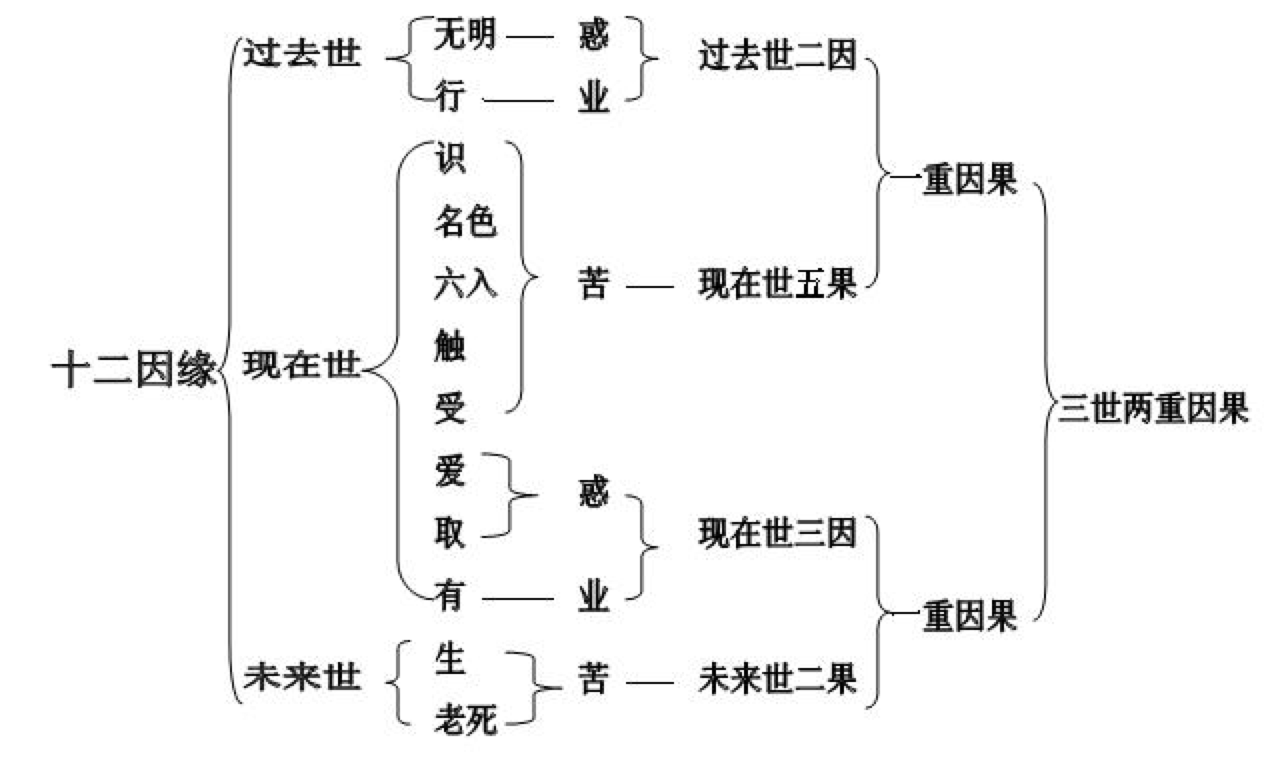 无明 — 惑
过去世 过去世二因
行 — 业
识
一重因果
名色
六入 苦 — 现在世五果
触
十二因缘 现在世
受 三世两重因果
爱
惑
取 现在世三因
有 — 业
一重因果
生
未来世 苦 — 未来世二果
老死